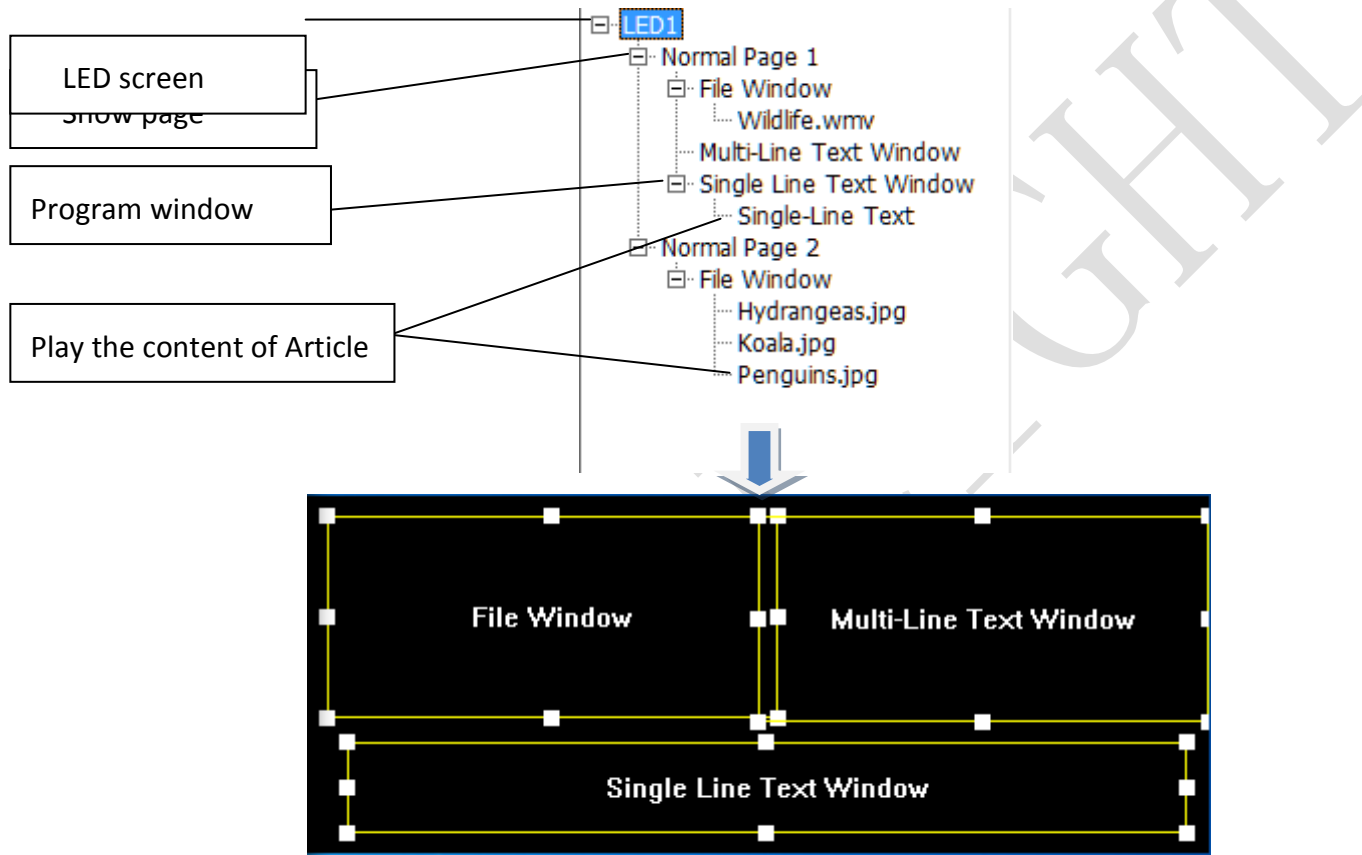 LED screen
Show page
Program window
Play the content of Article
LED1
Normal Page 1
File Window
Wildlife.wmv
Multi-Line Text Window
Single Line Text Window
Single-Line Text
Normal Page 2
File Window
Hydrangeas.jpg
Koala.jpg
Penguins.jpg
File Window
Multi-Line Text Window
Single Line Text Window